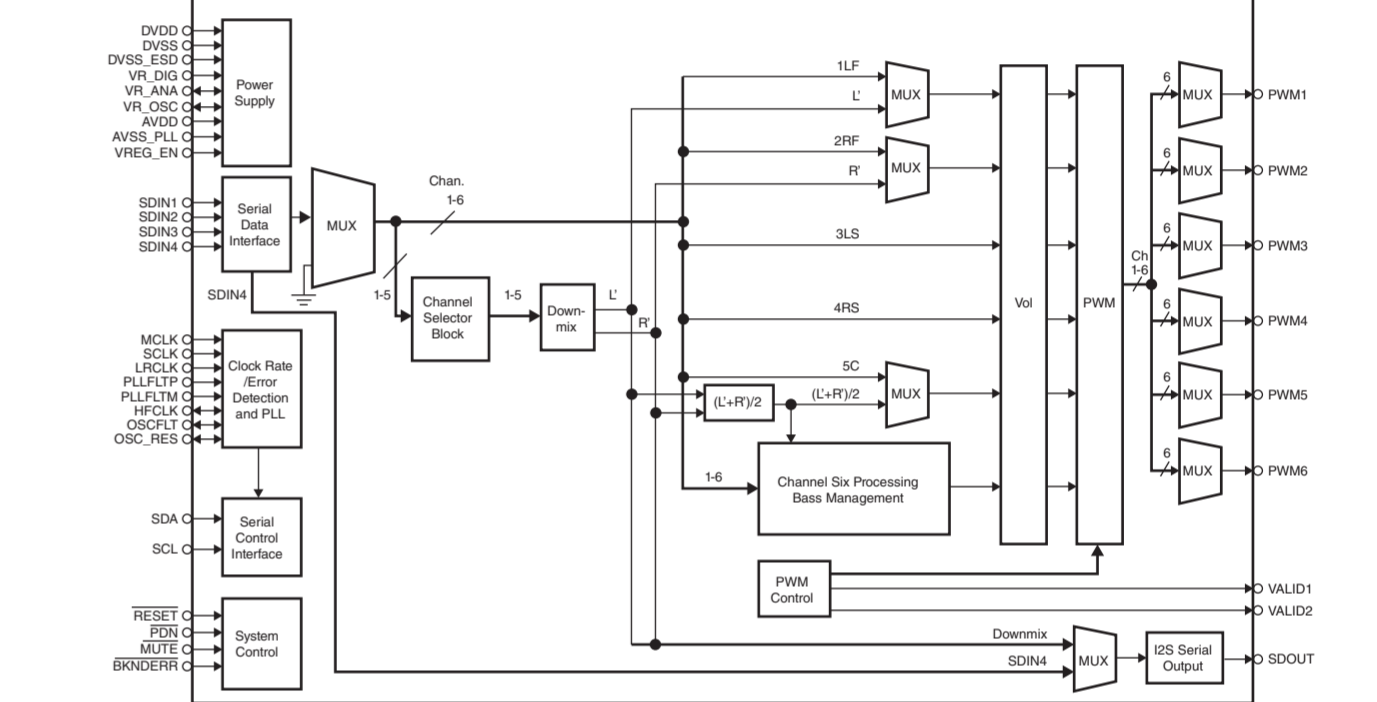 DVDD
DVSS
DVSS_ESD
VR_DIG
VR_ANA
VR_OSC
AVDD
AVSS_PLL
VREG_EN
Power
Supply
SDIN1
SDIN2
SDIN3
SDIN4
Serial
Data
Interface
MUX
SDIN4
Chan.
1-6
1-5
Channel
Selector
Block
1-5
Down-
mix
L'
R'
MCLK
SCLK
LRCLK
PLLFLTP
PLLFLTM
HFCLK
OSCFLT
OSC_RES
Clock Rate
/Error
Detection
and PLL
SDA
SCL
Serial
Control
Interface
RESET
PDN
MUTE
BKNDERR
System
Control
1LF
L'
MUX
2RF
R'
MUX
3LS
4RS
5C
(L'+R')/2
(L'+R')/2
MUX
1-6
Channel Six Processing
Bass Management
Vol
PWM
Ch
1-6
6
MUX
PWM1
6
MUX
PWM2
6
MUX
PWM3
6
MUX
PWM4
6
MUX
PWM5
6
MUX
PWM6
PWM
Control
VALID1
VALID2
Downmix
SDIN4
MUX
I2S Serial
Output
SDOUT